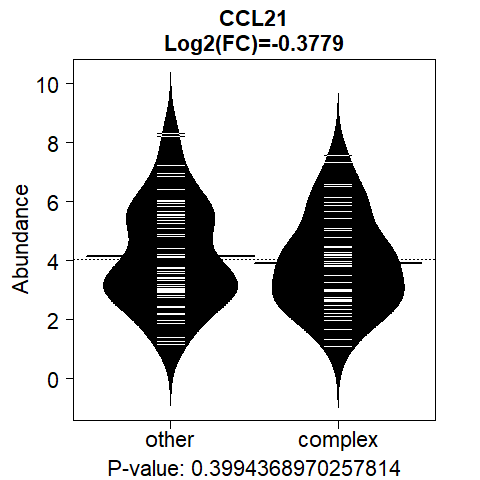 CCL21
Log2(FC)=-0.3779
Abundance
10
8
6
4
2
0
other complex
P-value: 0.3994368970257814